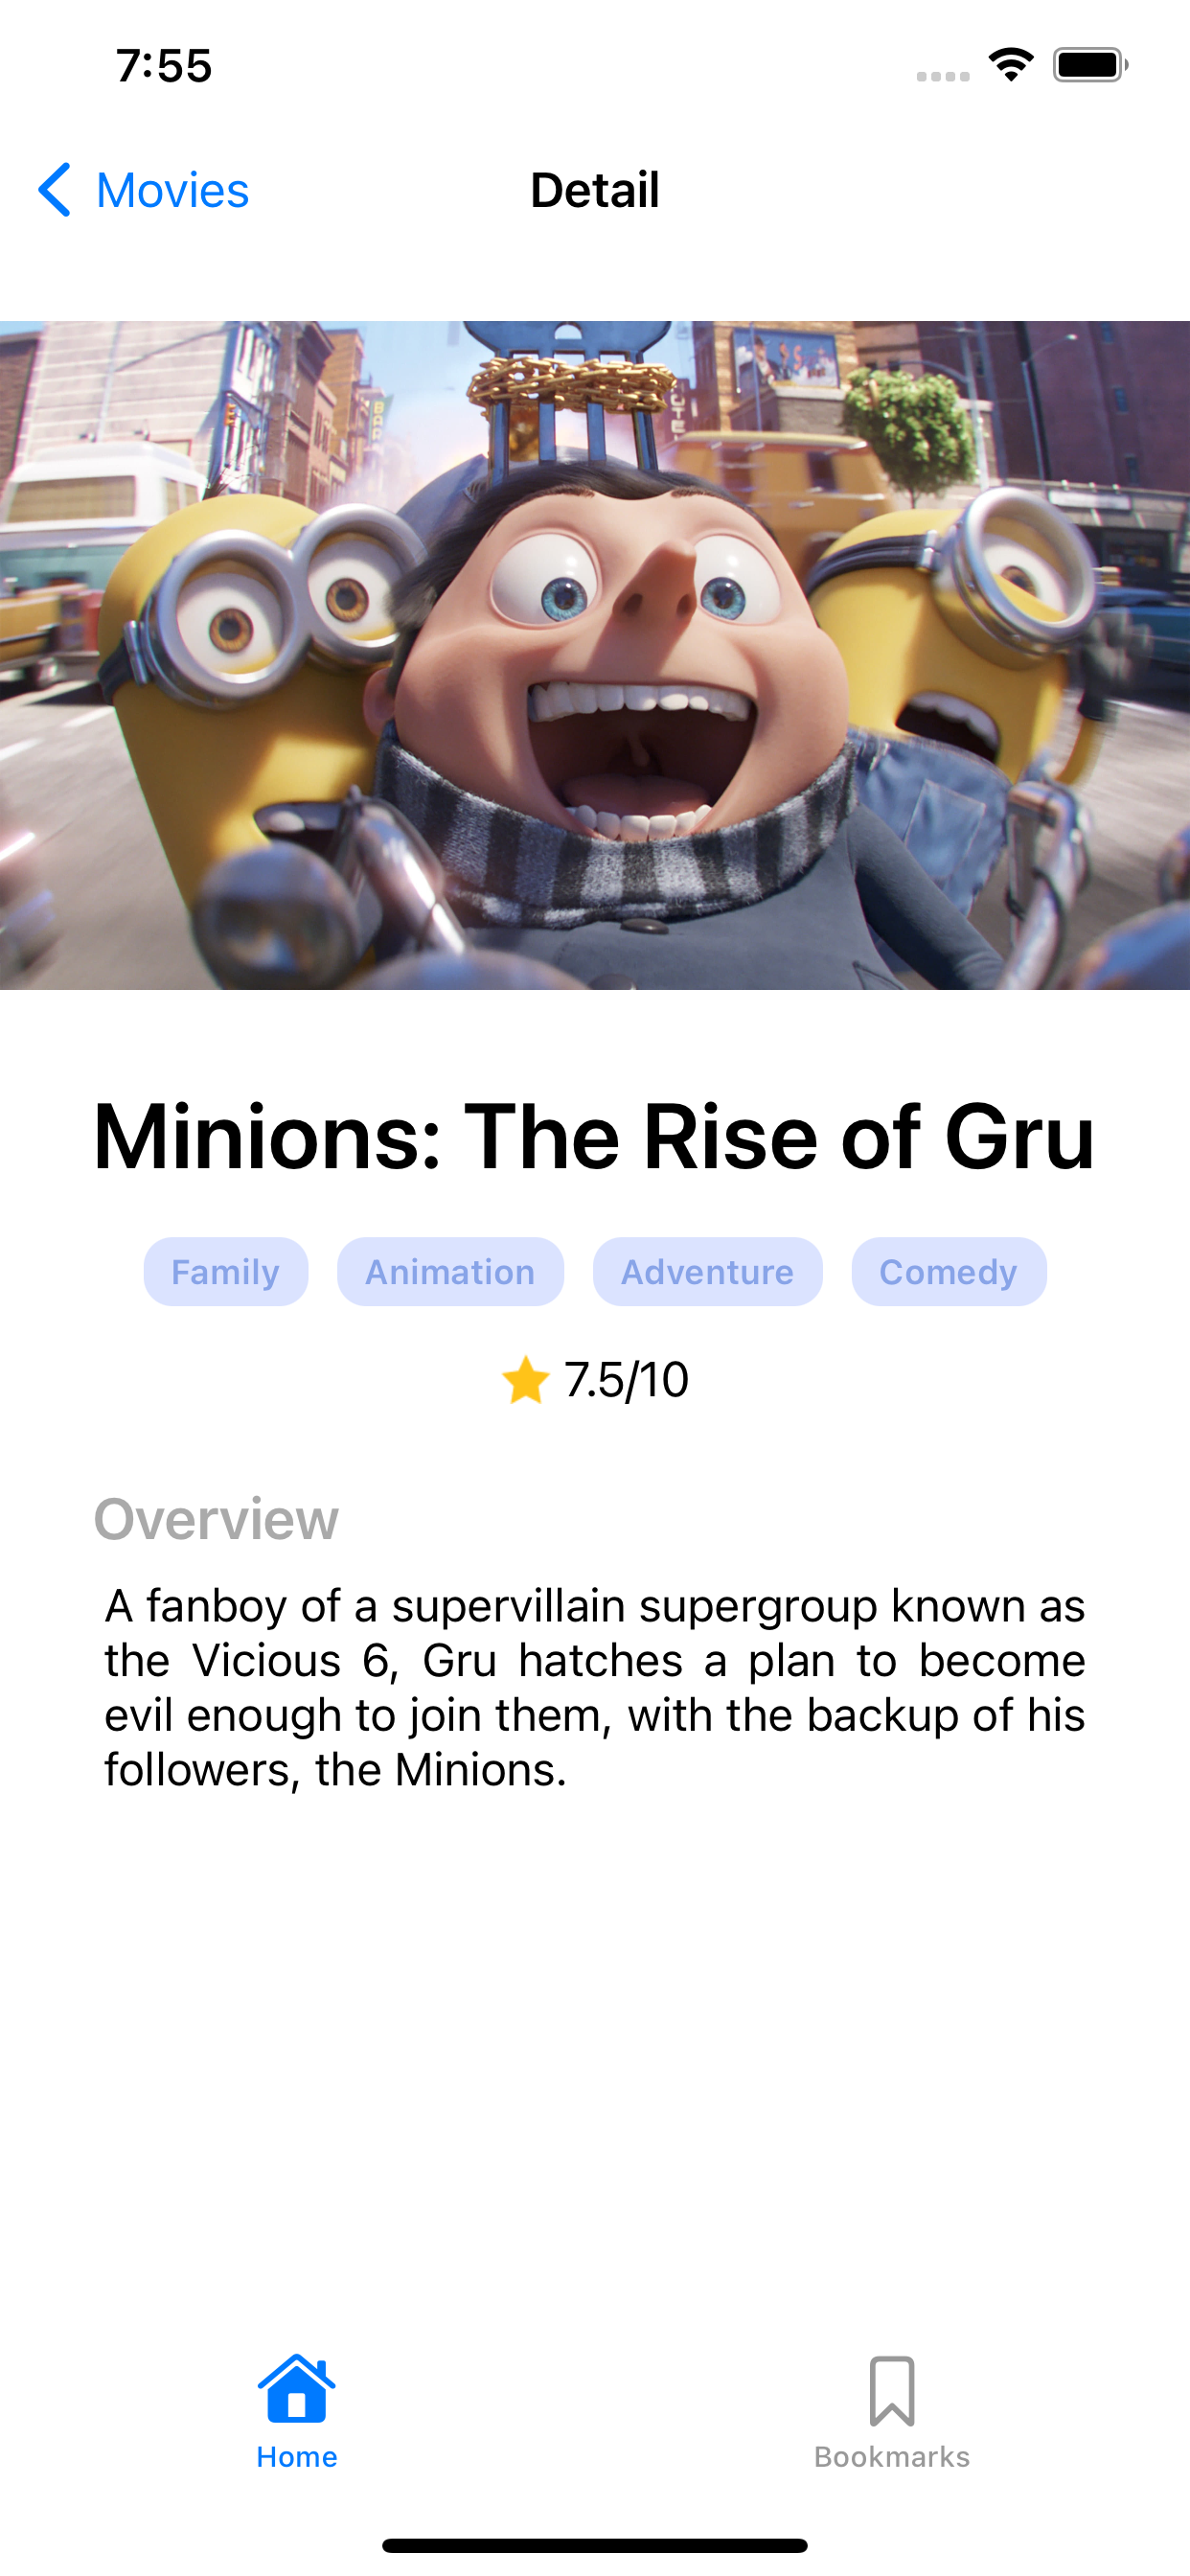 7:55
Movies
Detail
BAR
Minions: The Rise of Gru
Family Animation Adventure Comedy
7.5/10
Overview
A fanboy of a supervillain supergroup known as
the Vicious 6, Gru hatches a plan to become
evil enough to join them, with the backup of his
followers, the Minions.
Home
Bookmarks